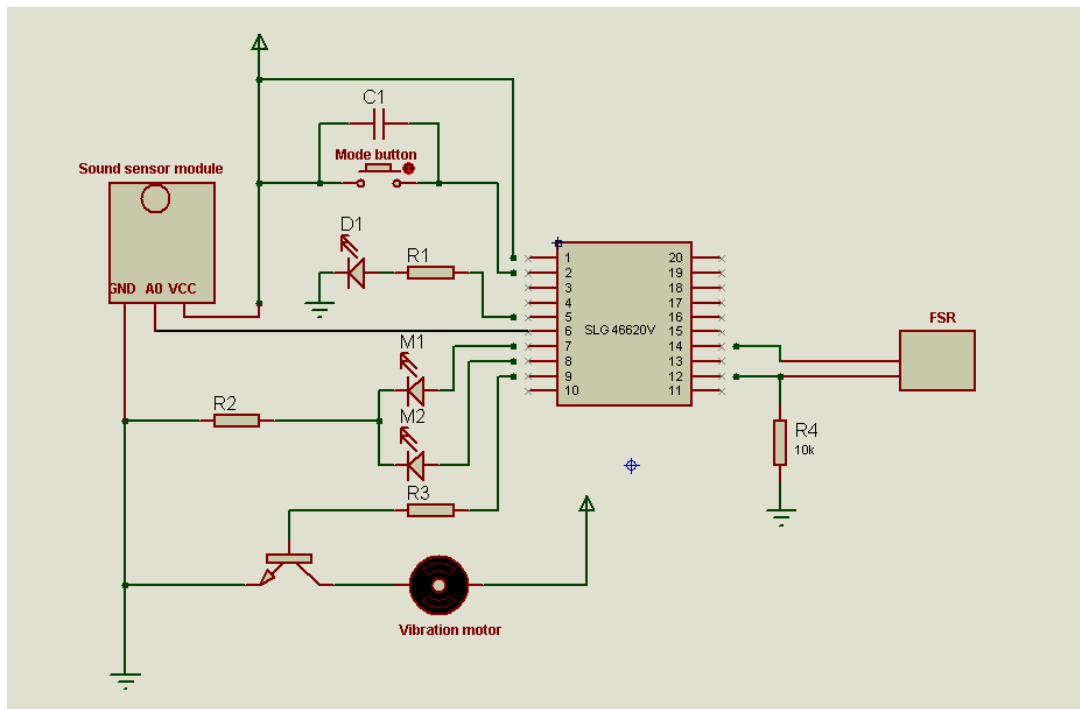 C1
Mode button
Sound sensor module
GND A0 VCC
D1
R1
1
2
3
4
5
6
7
8
9
10
SLG46620V
20
19
18
17
16
15
14
13
12
11
FSR
M1
M2
R2
R3
R4
10k
Vibration motor